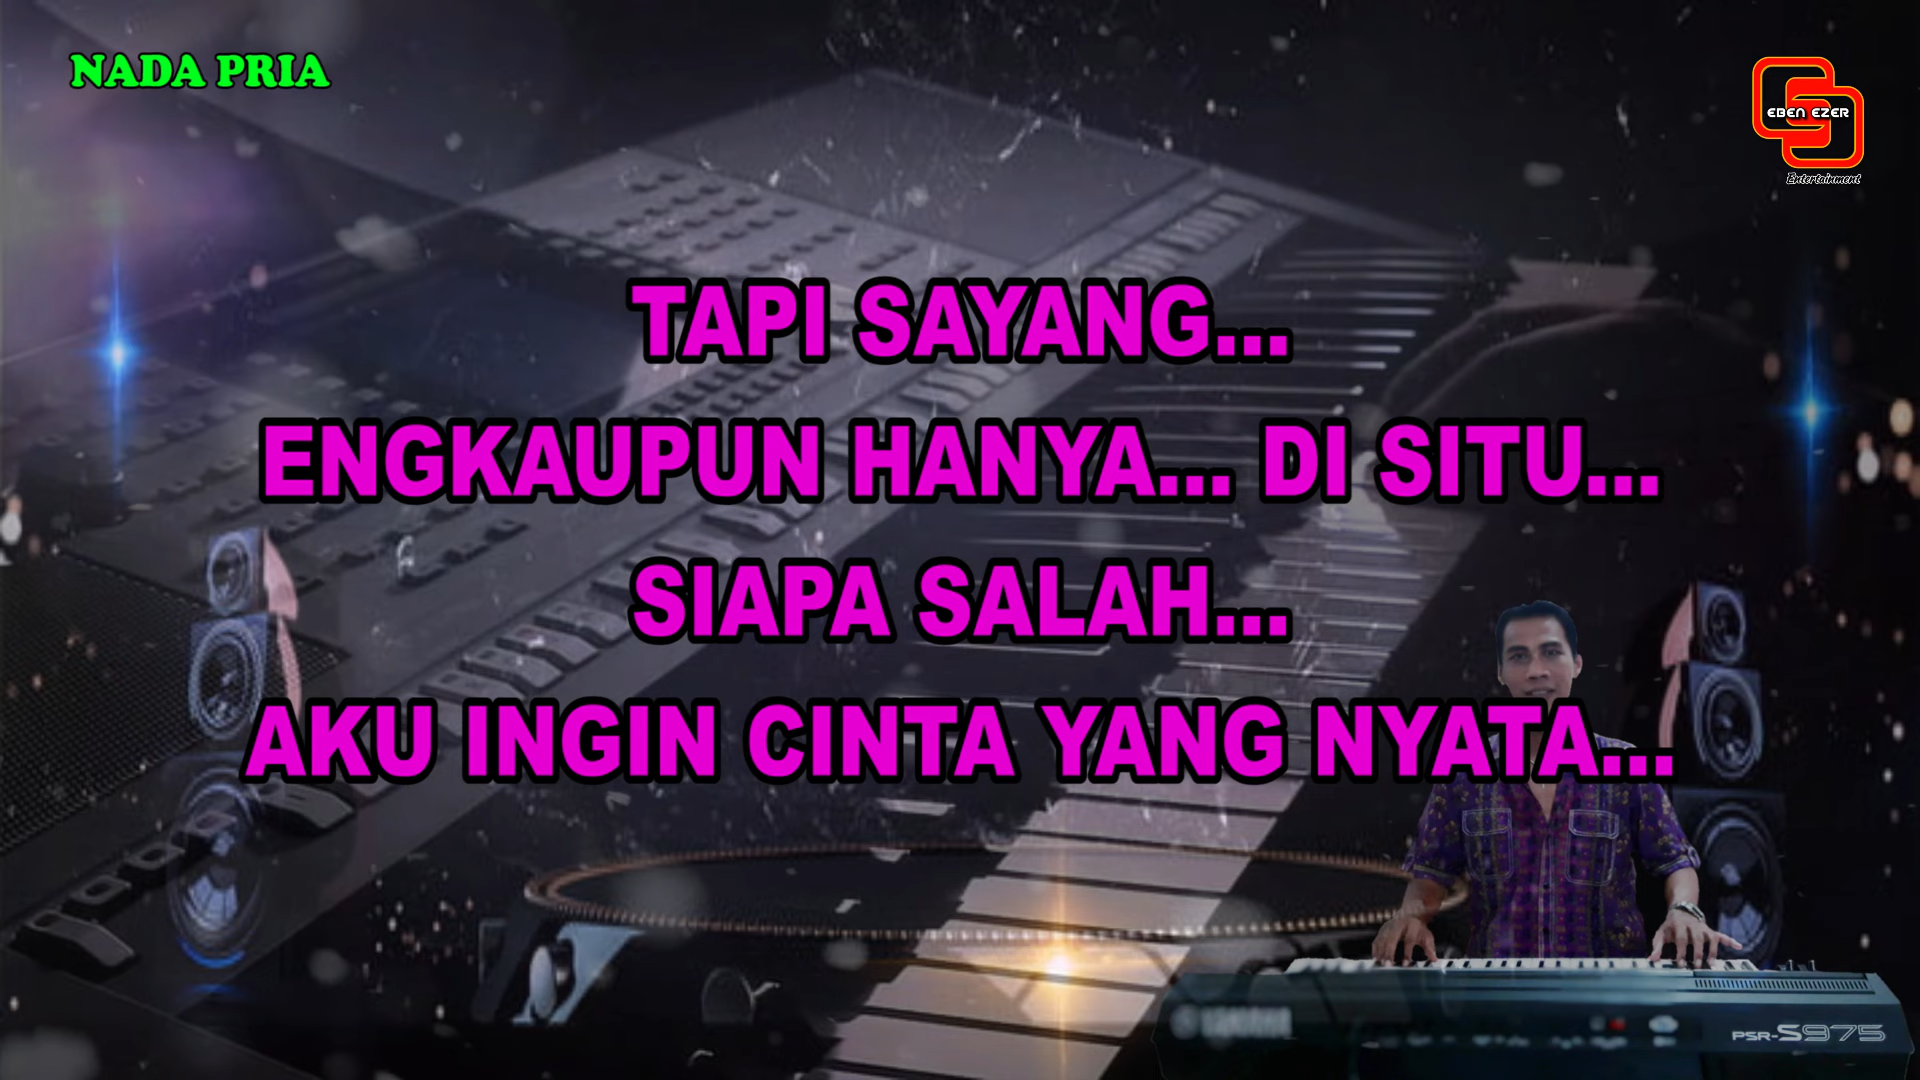 NADA PRIA
EBEN EZER
Entertainment
TAPI SAYANG...
ENGKAUPUN HANYA... DI SITU...
SIAPA SALAH...
AKU INGIN CINTA YANG NYATA...
PSR-S975